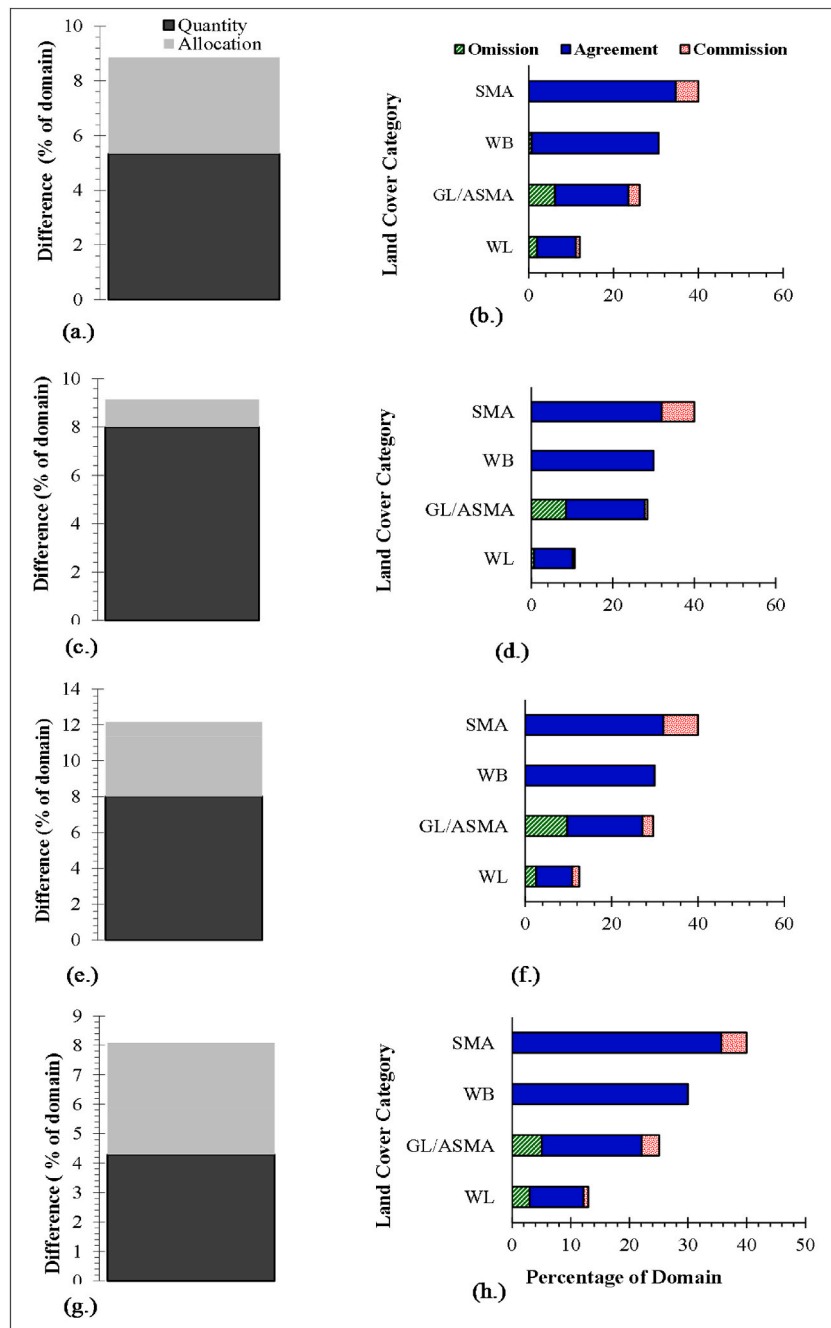 Quantity
Allocation
Difference (% of domain)
10
8
6
4
2
0
(a.)
Omission Agreement Commission
Land Cover Category
SMA
WB
GL/ASMA
WL
0 20 40 60
(b.)
Difference (% of domain)
10
8
6
4
2
0
(c.)
Land Cover Category
SMA
WB
GL/ASMA
WL
0 20 40 60
(d.)
Difference (% of domain)
14
12
10
8
6
4
2
0
(e.)
SMA
WB
GL/ASMA
WL
0 20 40 60
(f.)
Difference ( % of domain)
9
8
7
6
5
4
3
2
1
0
(g.)
Land Cover Category
SMA
WB
GL/ASMA
WL
0 10 20 30 40 50
Percentage of Domain
(h.)